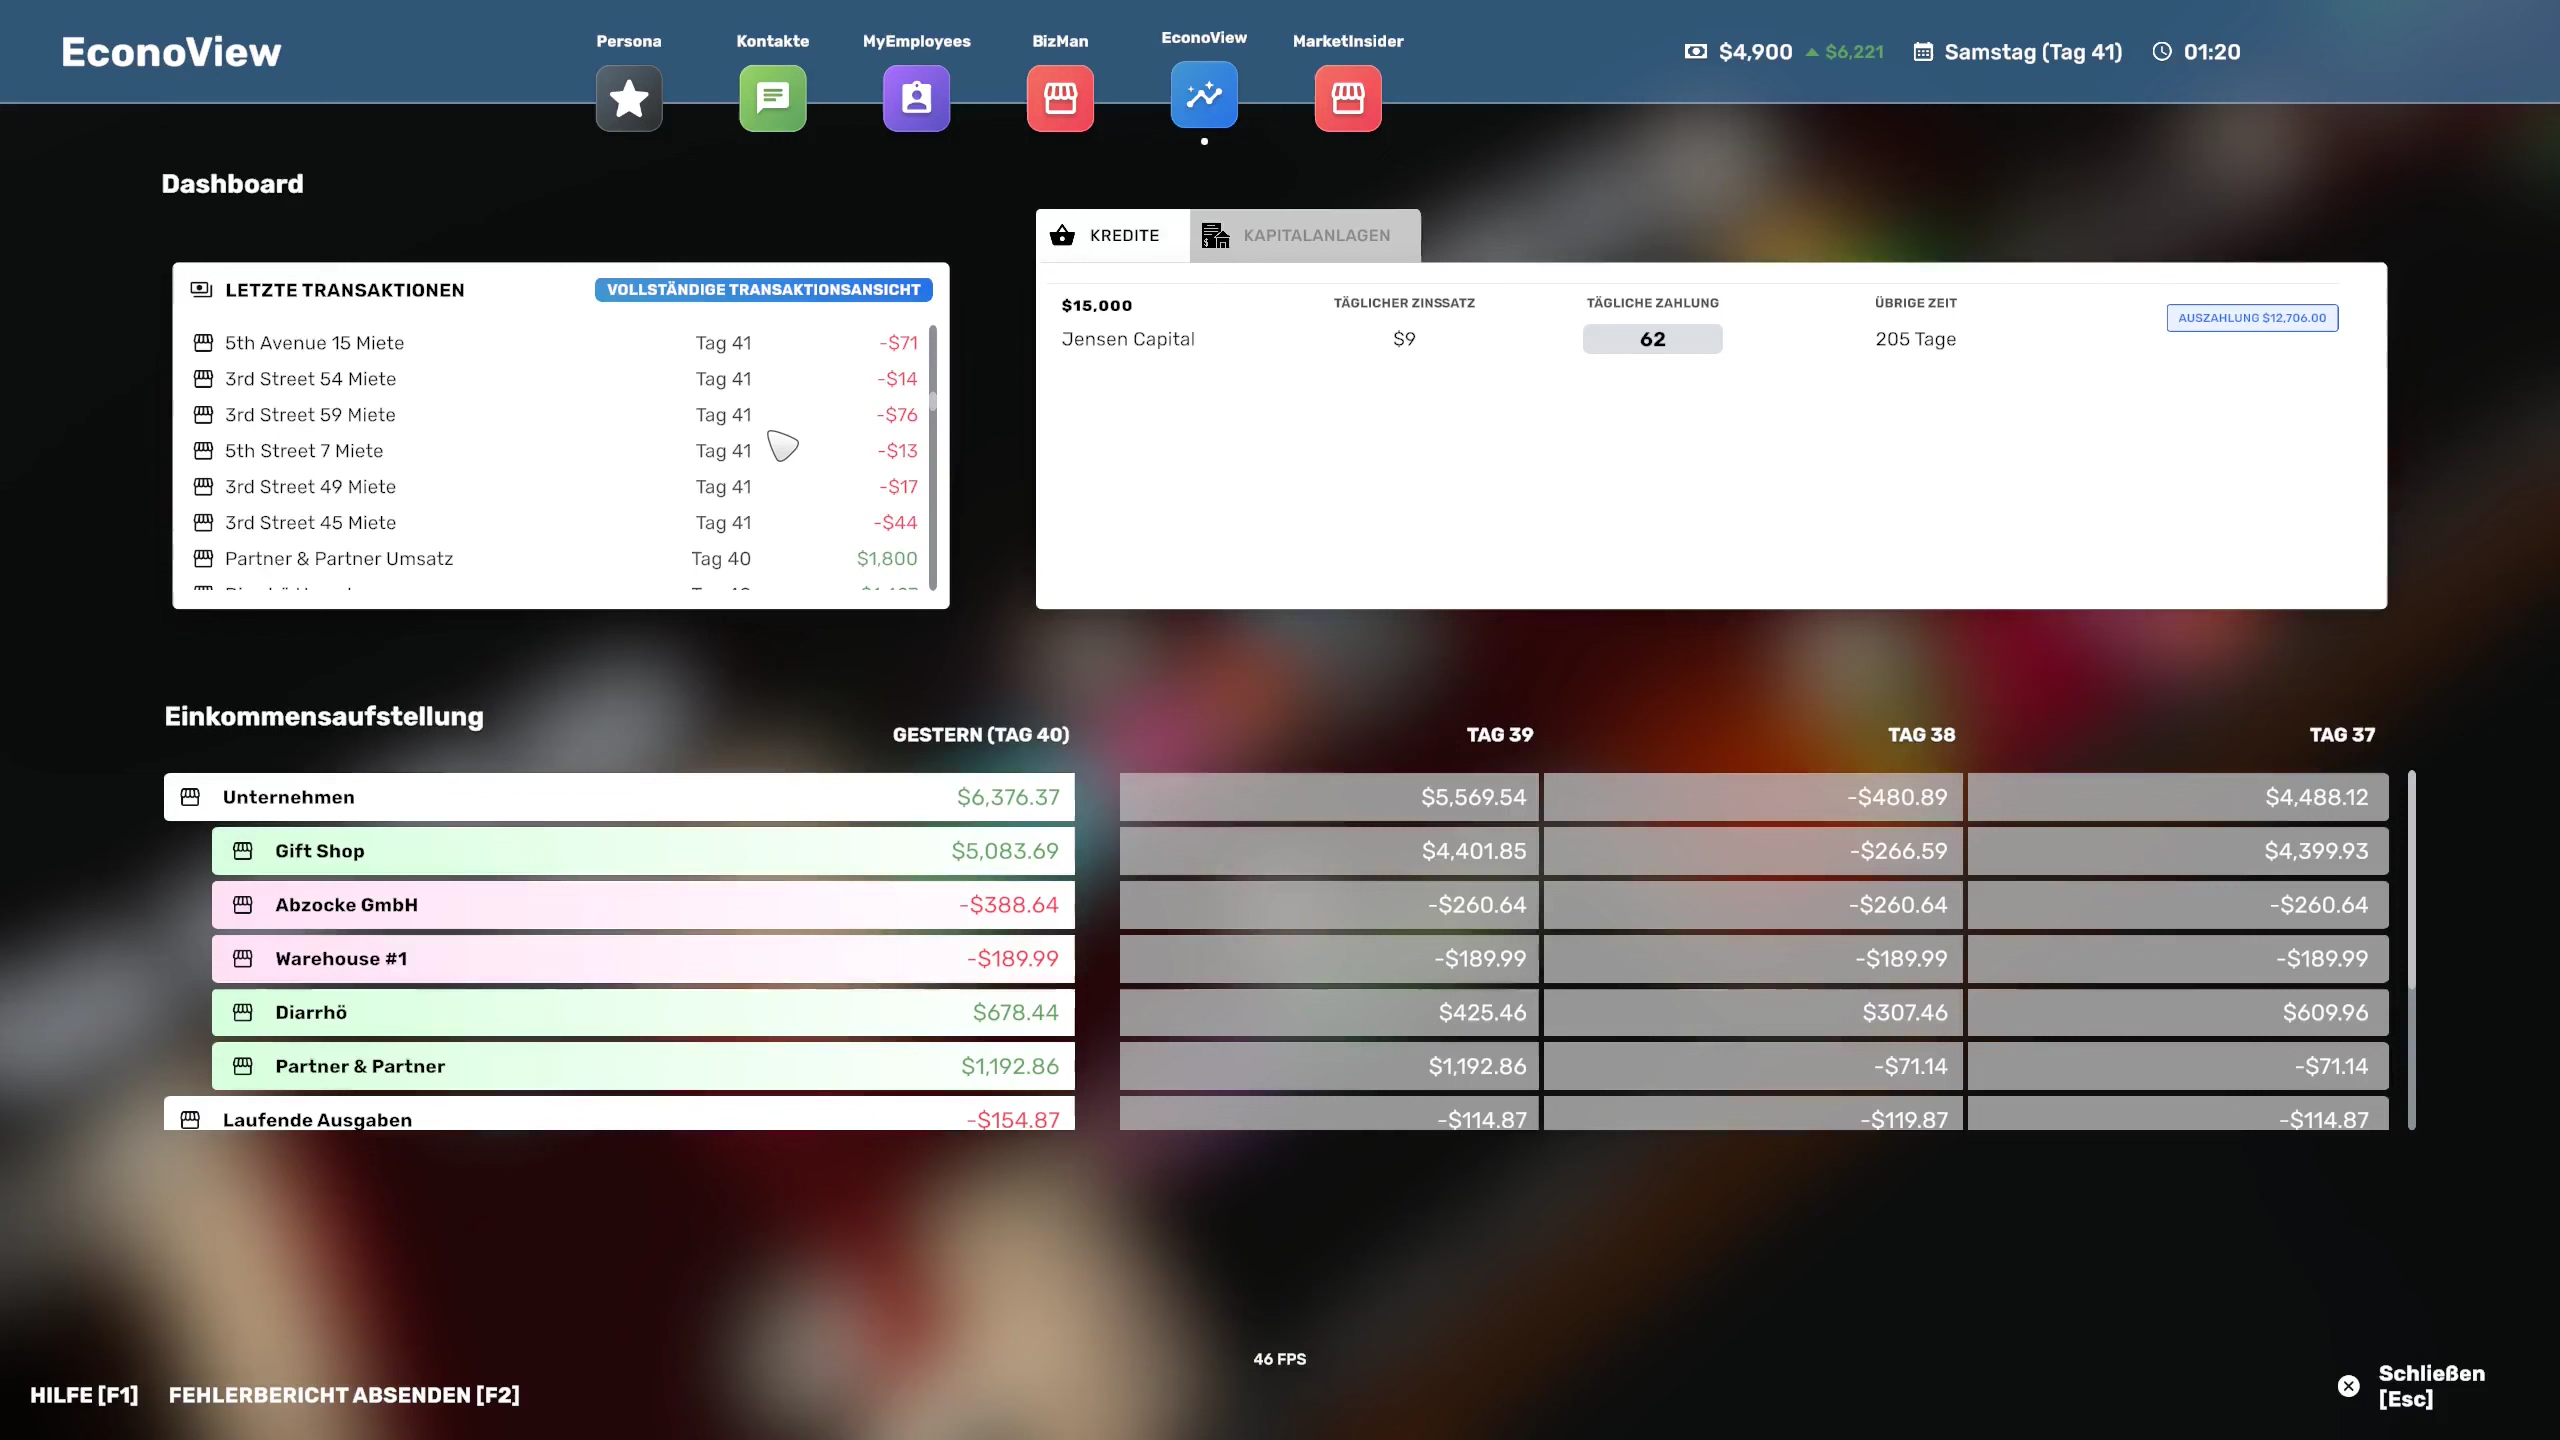 EconoView
Persona
Kontakte
MyEmployees
BizMan
EconoView
MarketInsider
$4,900
$6,221
Samstag (Tag 41)
01:20
Dashboard
LETZTE TRANSAKTIONEN
VOLLSTÄNDIGE TRANSAKTIONSANSICHT
5th Avenue 15 Miete Tag 41 -$71
3rd Street 54 Miete Tag 41 -$14
3rd Street 59 Miete Tag 41 -$76
5th Street 7 Miete Tag 41 -$13
3rd Street 49 Miete Tag 41 -$17
3rd Street 45 Miete Tag 41 -$44
Partner & Partner Umsatz Tag 40 $1,800
KREDITE
KAPITALANLAGEN
$15,000 TÄGLICHER ZINSSATZ TÄGLICHE ZAHLUNG ÜBRIGE ZEIT
AUSZAHLUNG $12,706.00
Jensen Capital $9 62 205 Tage
Einkommensaufstellung
GESTERN (TAG 40) TAG 39 TAG 38 TAG 37
Unternehmen $6,376.37 $5,569.54 -$480.89 $4,488.12
Gift Shop $5,083.69 $4,401.85 -$266.59 $4,399.93
Abzocke GmbH -$388.64 -$260.64 -$260.64 -$260.64
Warehouse #1 -$189.99 -$189.99 -$189.99 -$189.99
Diarrhö $678.44 $425.46 $307.46 $609.96
Partner & Partner $1,192.86 $1,192.86 -$71.14 -$71.14
Laufende Ausgaben -$154.87 -$114.87 -$119.87 -$114.87
46 FPS
HILFE [F1]
FEHLERBERICHT ABSENDEN [F2]
Schließen
[Esc]